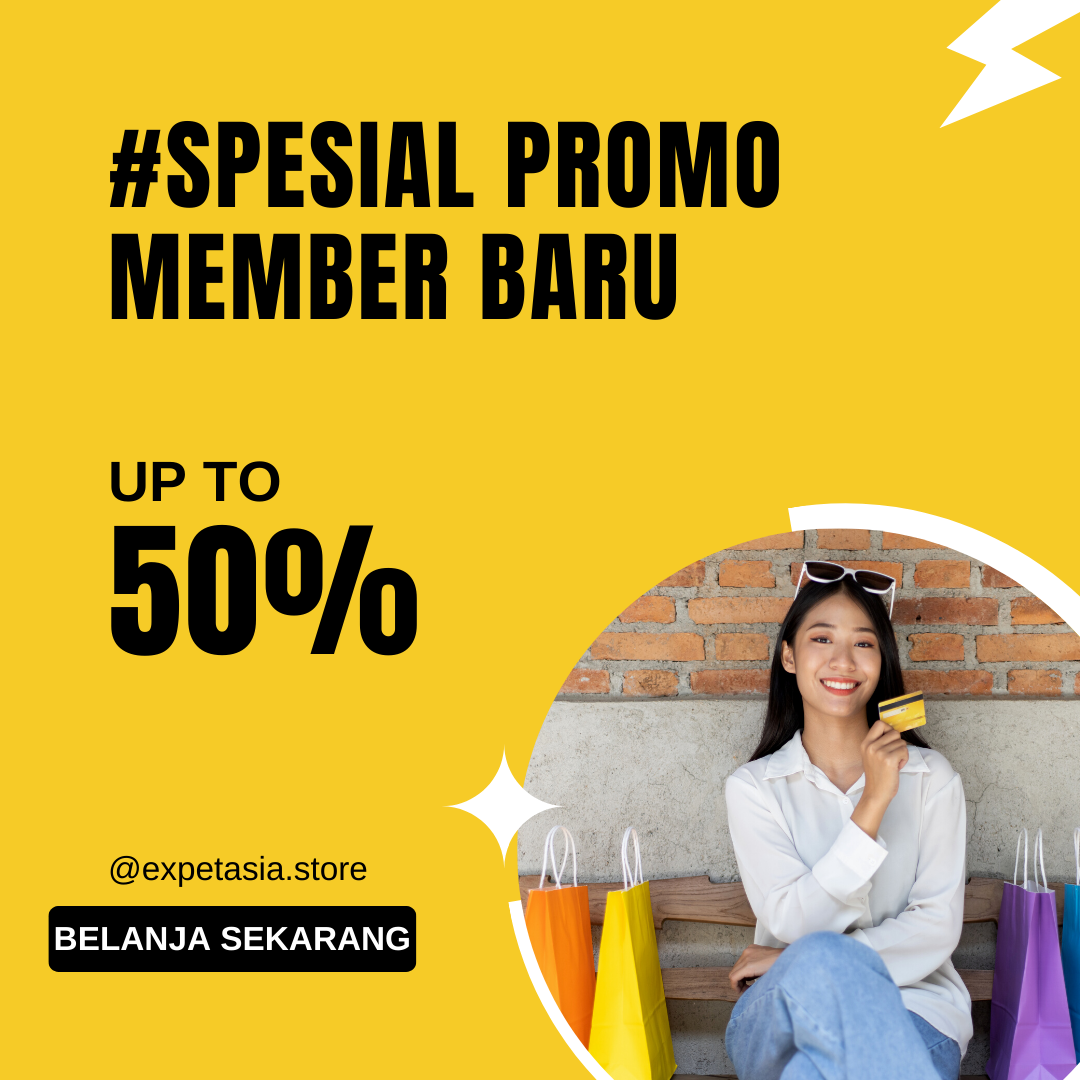 #SPESIAL PROMO
MEMBER BARU
UP TO
50%
@expetasia.store
BELANJA SEKARANG